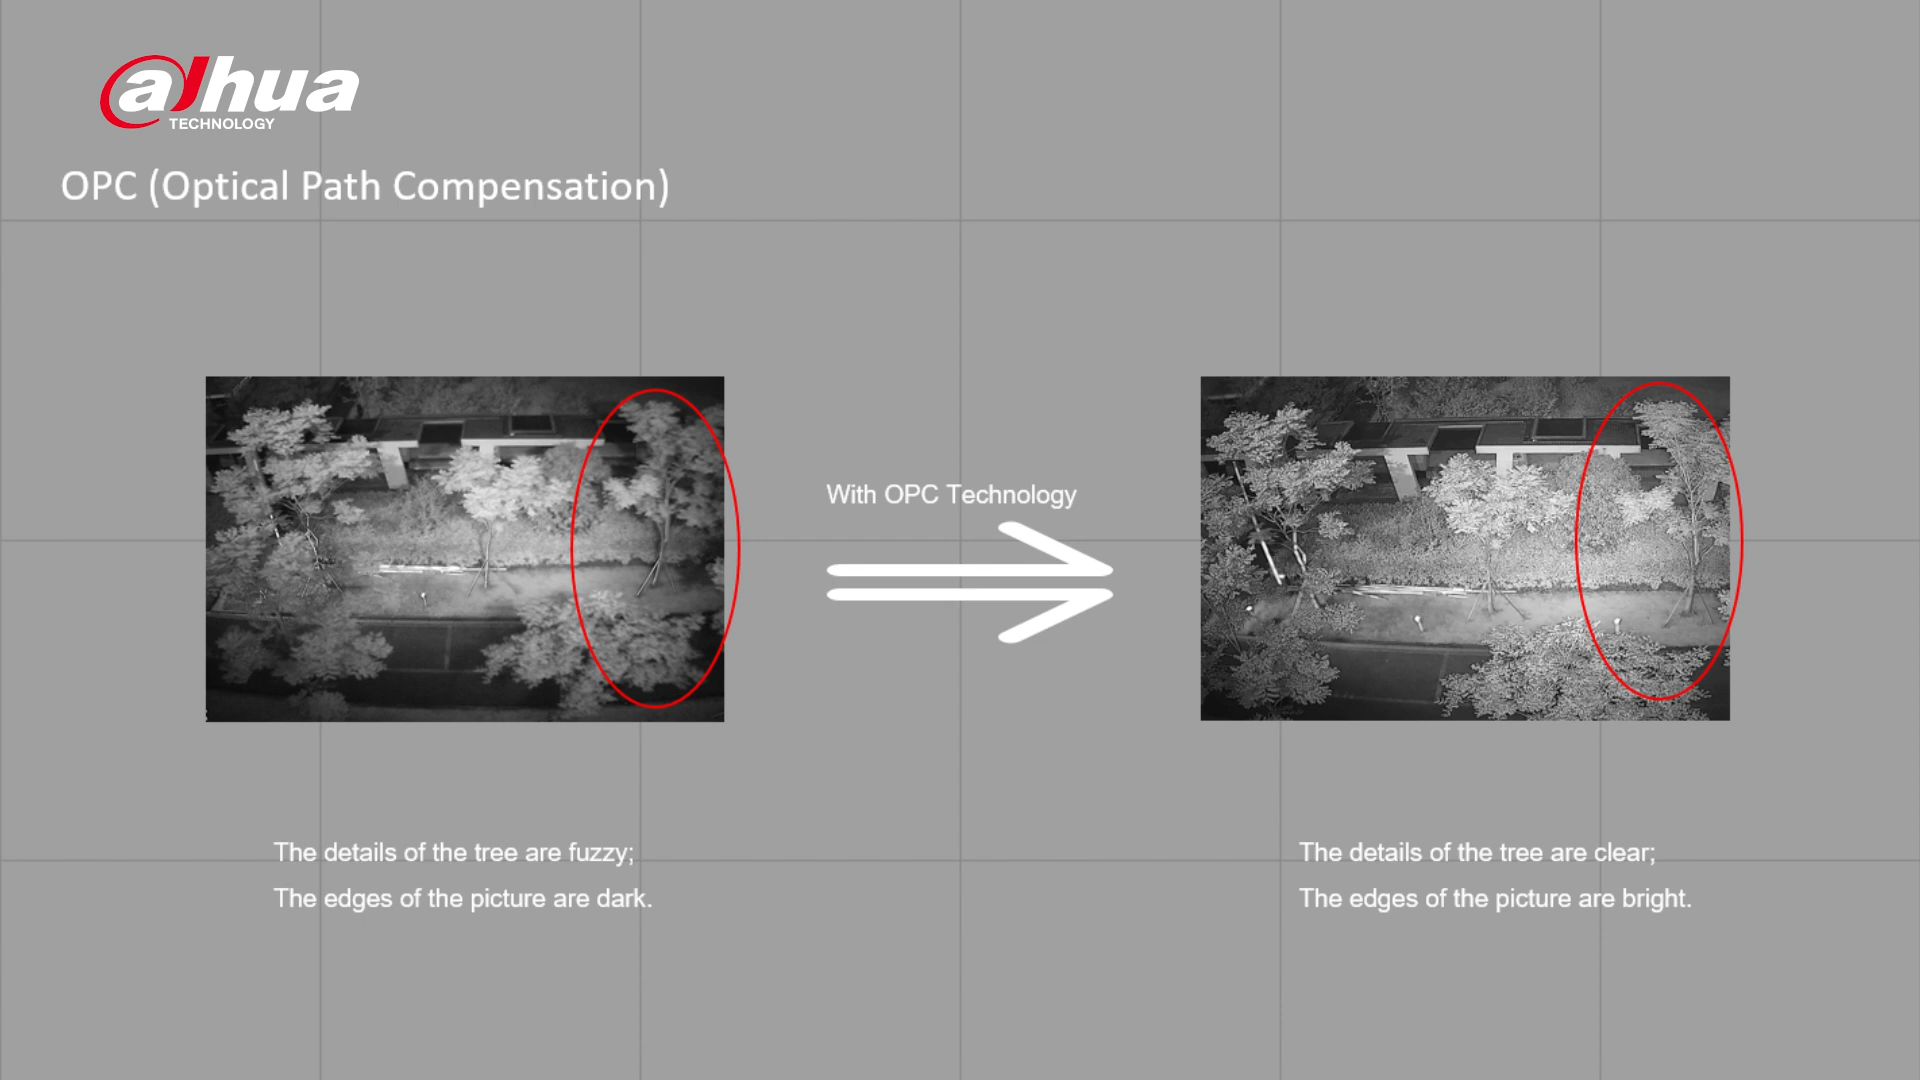 alhua
TECHNOLOGY
OPC (Optical Path Compensation)
With OPC Technology
The details of the tree are fuzzy;
The edges of the picture are dark.
The details of the tree are clear;
The edges of the picture are bright.